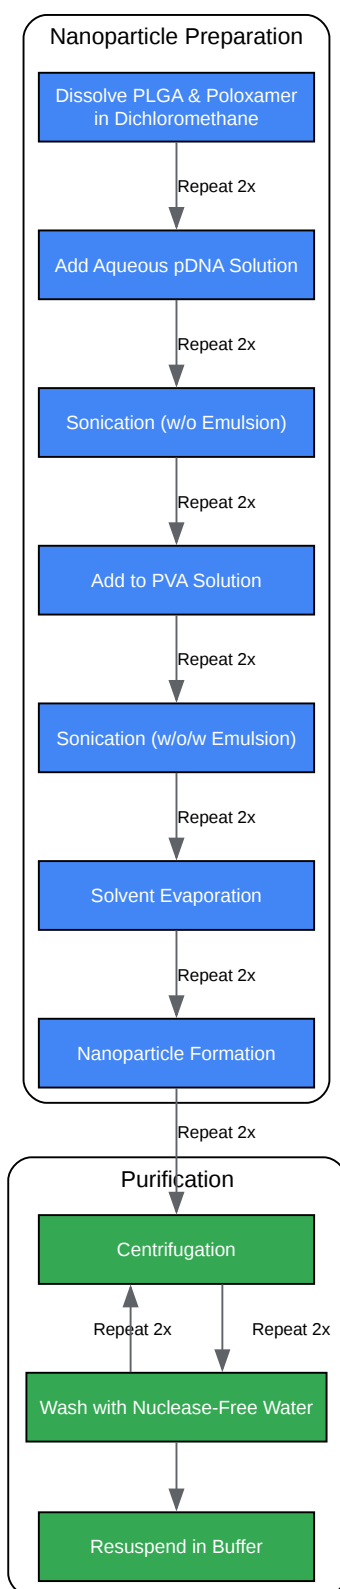 Nanoparticle Preparation
Dissolve PLGA & Poloxamer
in Dichloromethane
Repeat 2x
Add Aqueous pDNA Solution
Repeat 2x
Sonication (w/o Emulsion)
Repeat 2x
Add to PVA Solution
Repeat 2x
Sonication (w/o/w Emulsion)
Repeat 2x
Solvent Evaporation
Repeat 2x
Nanoparticle Formation
Repeat 2x
Purification
Centrifugation
Repeat 2x
Repeat 2x
Wash with Nuclease-Free Water
Resuspend in Buffer